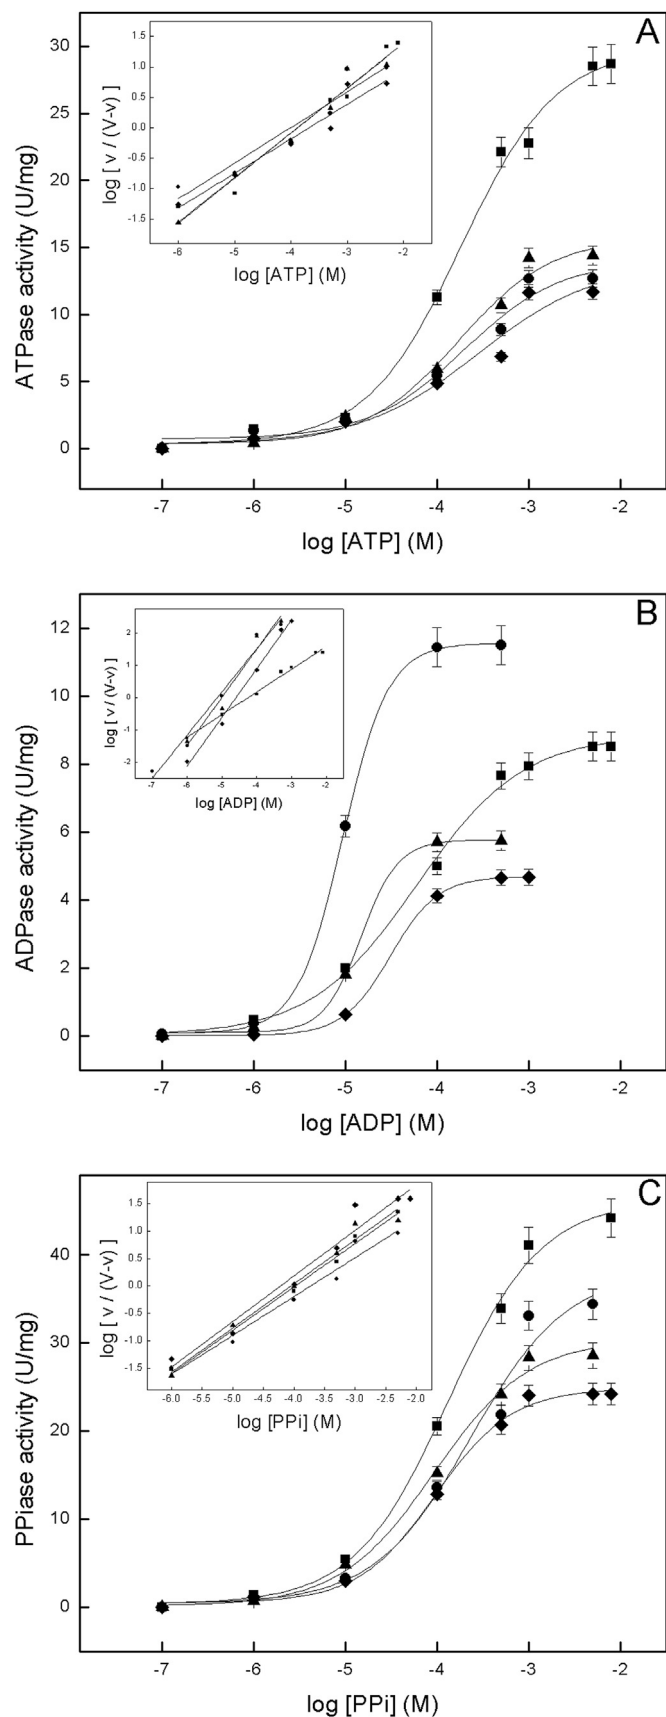 A
ATPase activity (U/mg)
30
25
20
15
10
5
0
-7 -6 -5 -4 -3 -2
log [ATP] (M)
log [ v / (V-v) ]
1.5
1.0
0.5
0.0
-0.5
-1.0
-1.5
-6 -5 -4 -3 -2 -1
log [ATP] (M)
B
ADPase activity (U/mg)
12
10
8
6
4
2
0
-7 -6 -5 -4 -3 -2
log [ADP] (M)
log [ v / (V-v) ]
2
1
0
-1
-2
-7 -6 -5 -4 -3 -2
log [ADP] (M)
C
PPiase activity (U/mg)
40
30
20
10
0
-7 -6 -5 -4 -3 -2
log [PPi] (M)
log [ v / (V-v) ]
1.5
1.0
0.5
0.0
-0.5
-1.0
-1.5
-6.0 -5.5 -5.0 -4.5 -4.0 -3.5 -3.0 -2.5 -2.0
log [PPi] (M)